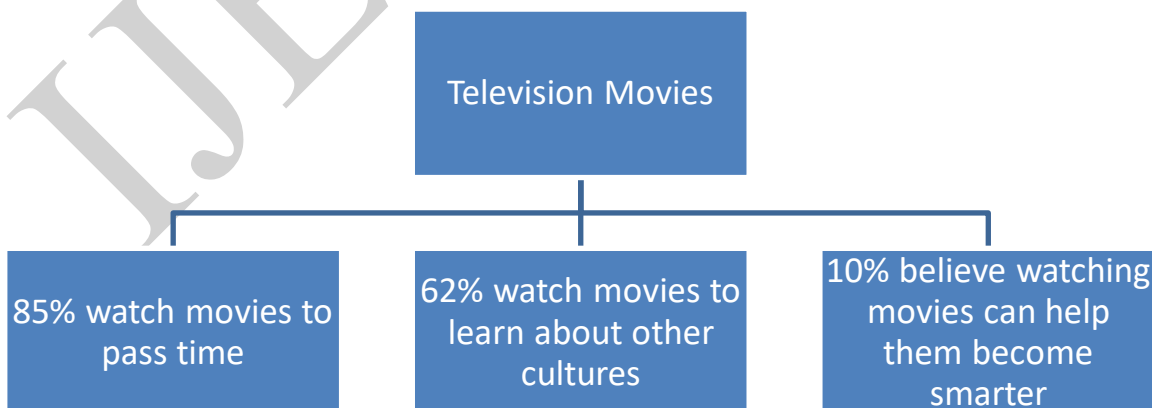 Television Movies
85% watch movies to
pass time
62% watch movies to
learn about other
cultures
10% believe watching
movies can help
them become
smarter